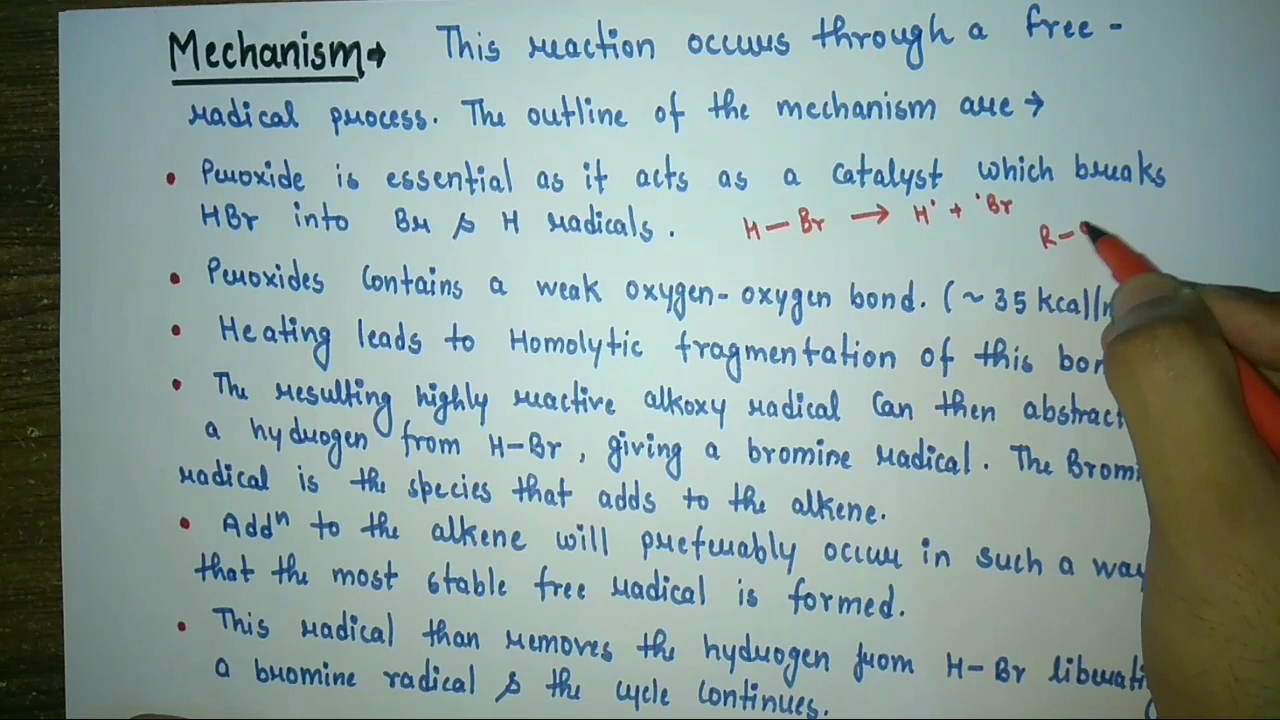 Mechanism→ This reaction occurs through a free-
radical process. The outline of the mechanism are →
• Peroxide is essential as it acts as a catalyst which breaks
HBr into Br & H radicals. H—Br → H• + •Br
R–
• Peroxides Contains a weak oxygen-oxygen bond. (~35 kcal/
• Heating leads to Homolytic fragmentation of this
• The resulting highly reactive alkoxy radical Can then abstract
a hydrogen from H–Br, giving a bromine radical. The
radical is the species that adds to the alkene.
• Addⁿ to the alkene will preferably occur in such a way
that the most stable free radical is formed.
• This radical than removes the hydrogen from H–Br
a bromine radical & the cycle Continues.